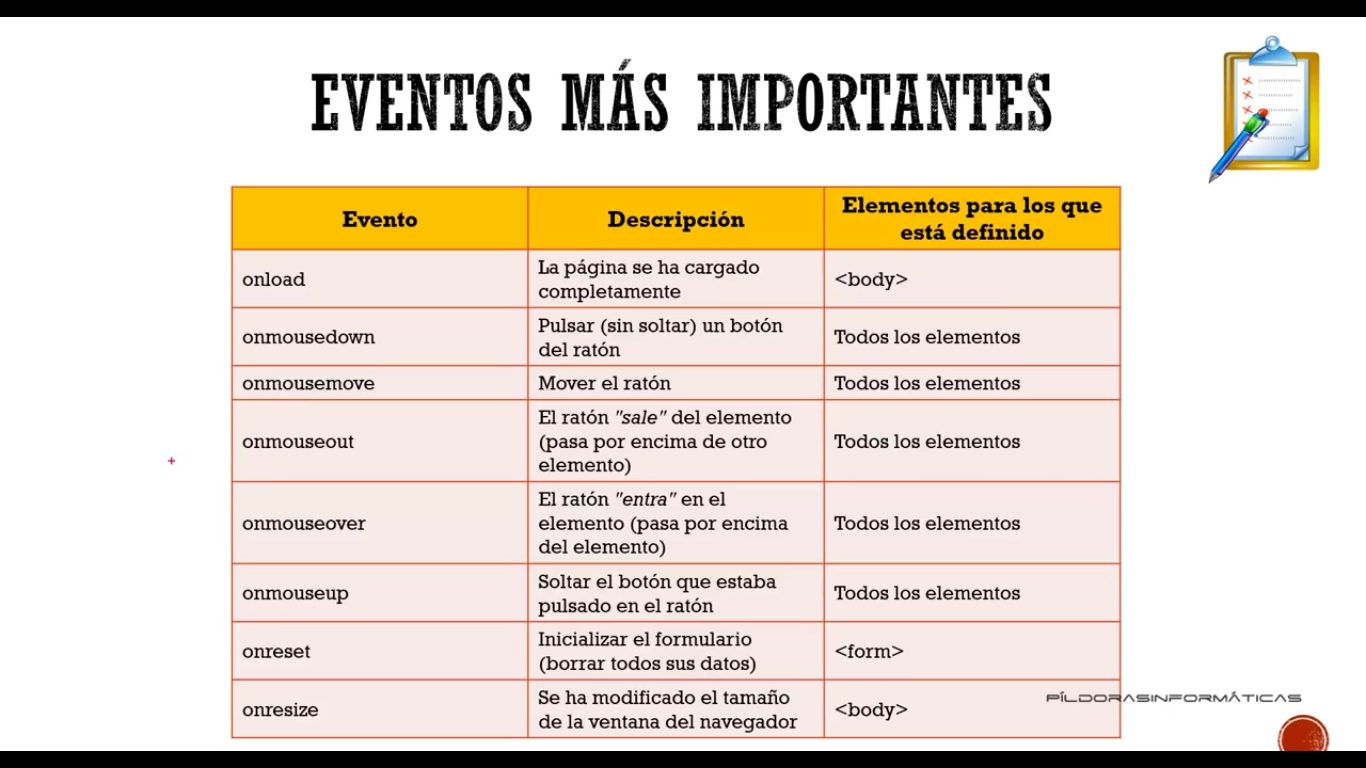 EVENTOS MÁS IMPORTANTES
Evento
Descripción
Elementos para los que
está definido
onload
La página se ha cargado
completamente
<body>
onmousedown
Pulsar (sin soltar) un botón
del ratón
Todos los elementos
onmousemove
Mover el ratón
Todos los elementos
onmouseout
El ratón "sale" del elemento
(pasa por encima de otro
elemento)
Todos los elementos
onmouseover
El ratón "entra" en el
elemento (pasa por encima
del elemento)
Todos los elementos
onmouseup
Soltar el botón que estaba
pulsado en el ratón
Todos los elementos
onreset
Inicializar el formulario
(borrar todos sus datos)
<form>
onresize
Se ha modificado el tamaño
de la ventana del navegador
<body>
PÍLDORASINFORMÁTICAS